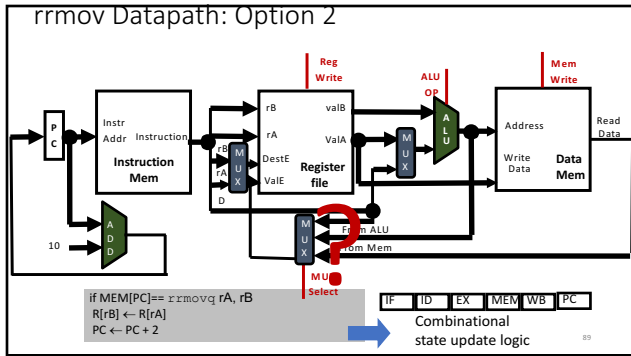 rrmov Datapath: Option 2
Reg
Write
ALU
OP
Mem
Write
P
C
Instr
Addr
Instruction
Instruction
Mem
rB
rA
rB
rA
D
M
U
X
DestE
ValE
valB
ValA
Register
file
M
U
X
A
L
U
Address
Write
Data
Data
Mem
Read
Data
A
D
D
10
M
U
X
?
From ALU
From Mem
MUX
Select
if MEM[PC]== rrmovq rA, rB
R[rB] ← R[rA]
PC ← PC + 2
IF ID EX MEM WB PC
Combinational
state update logic
89